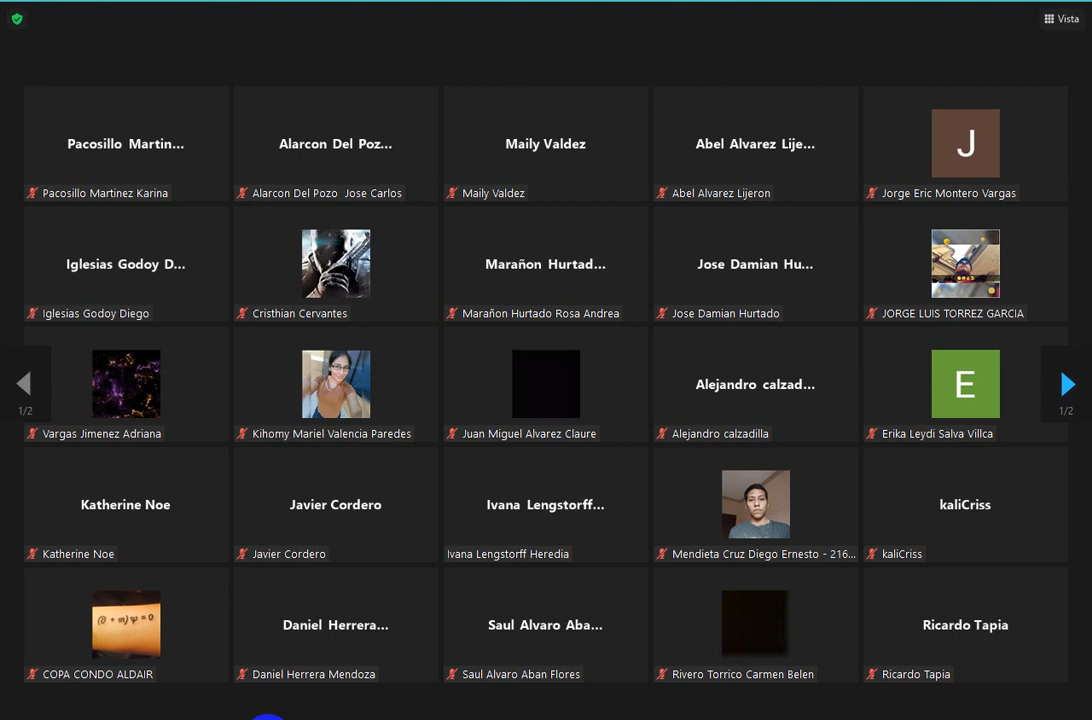 Vista
Pacosillo Martin...
Alarcon Del Poz...
Maily Valdez
Abel Alvarez Lije...
J
Pacosillo Martinez Karina
Alarcon Del Pozo Jose Carlos
Maily Valdez
Abel Alvarez Lijeron
Jorge Eric Montero Vargas
Iglesias Godoy D...
Marañon Hurtad...
Jose Damian Hu...
Iglesias Godoy Diego
Cristhian Cervantes
Marañon Hurtado Rosa Andrea
Jose Damian Hurtado
JORGE LUIS TORREZ GARCIA
Alejandro calzad...
E
1/2
1/2
Vargas Jimenez Adriana
Kihomy Mariel Valencia Paredes
Juan Miguel Alvarez Claure
Alejandro calzadilla
Erika Leydi Salva Villca
Katherine Noe
Javier Cordero
Ivana Lengstorff...
kaliCriss
Katherine Noe
Javier Cordero
Ivana Lengstorff Heredia
Mendieta Cruz Diego Ernesto - 216...
kaliCriss
(∂ + m) ψ = 0
Daniel Herrera...
Saul Alvaro Aba...
Ricardo Tapia
COPA CONDO ALDAIR
Daniel Herrera Mendoza
Saul Alvaro Aban Flores
Rivero Torrico Carmen Belen
Ricardo Tapia